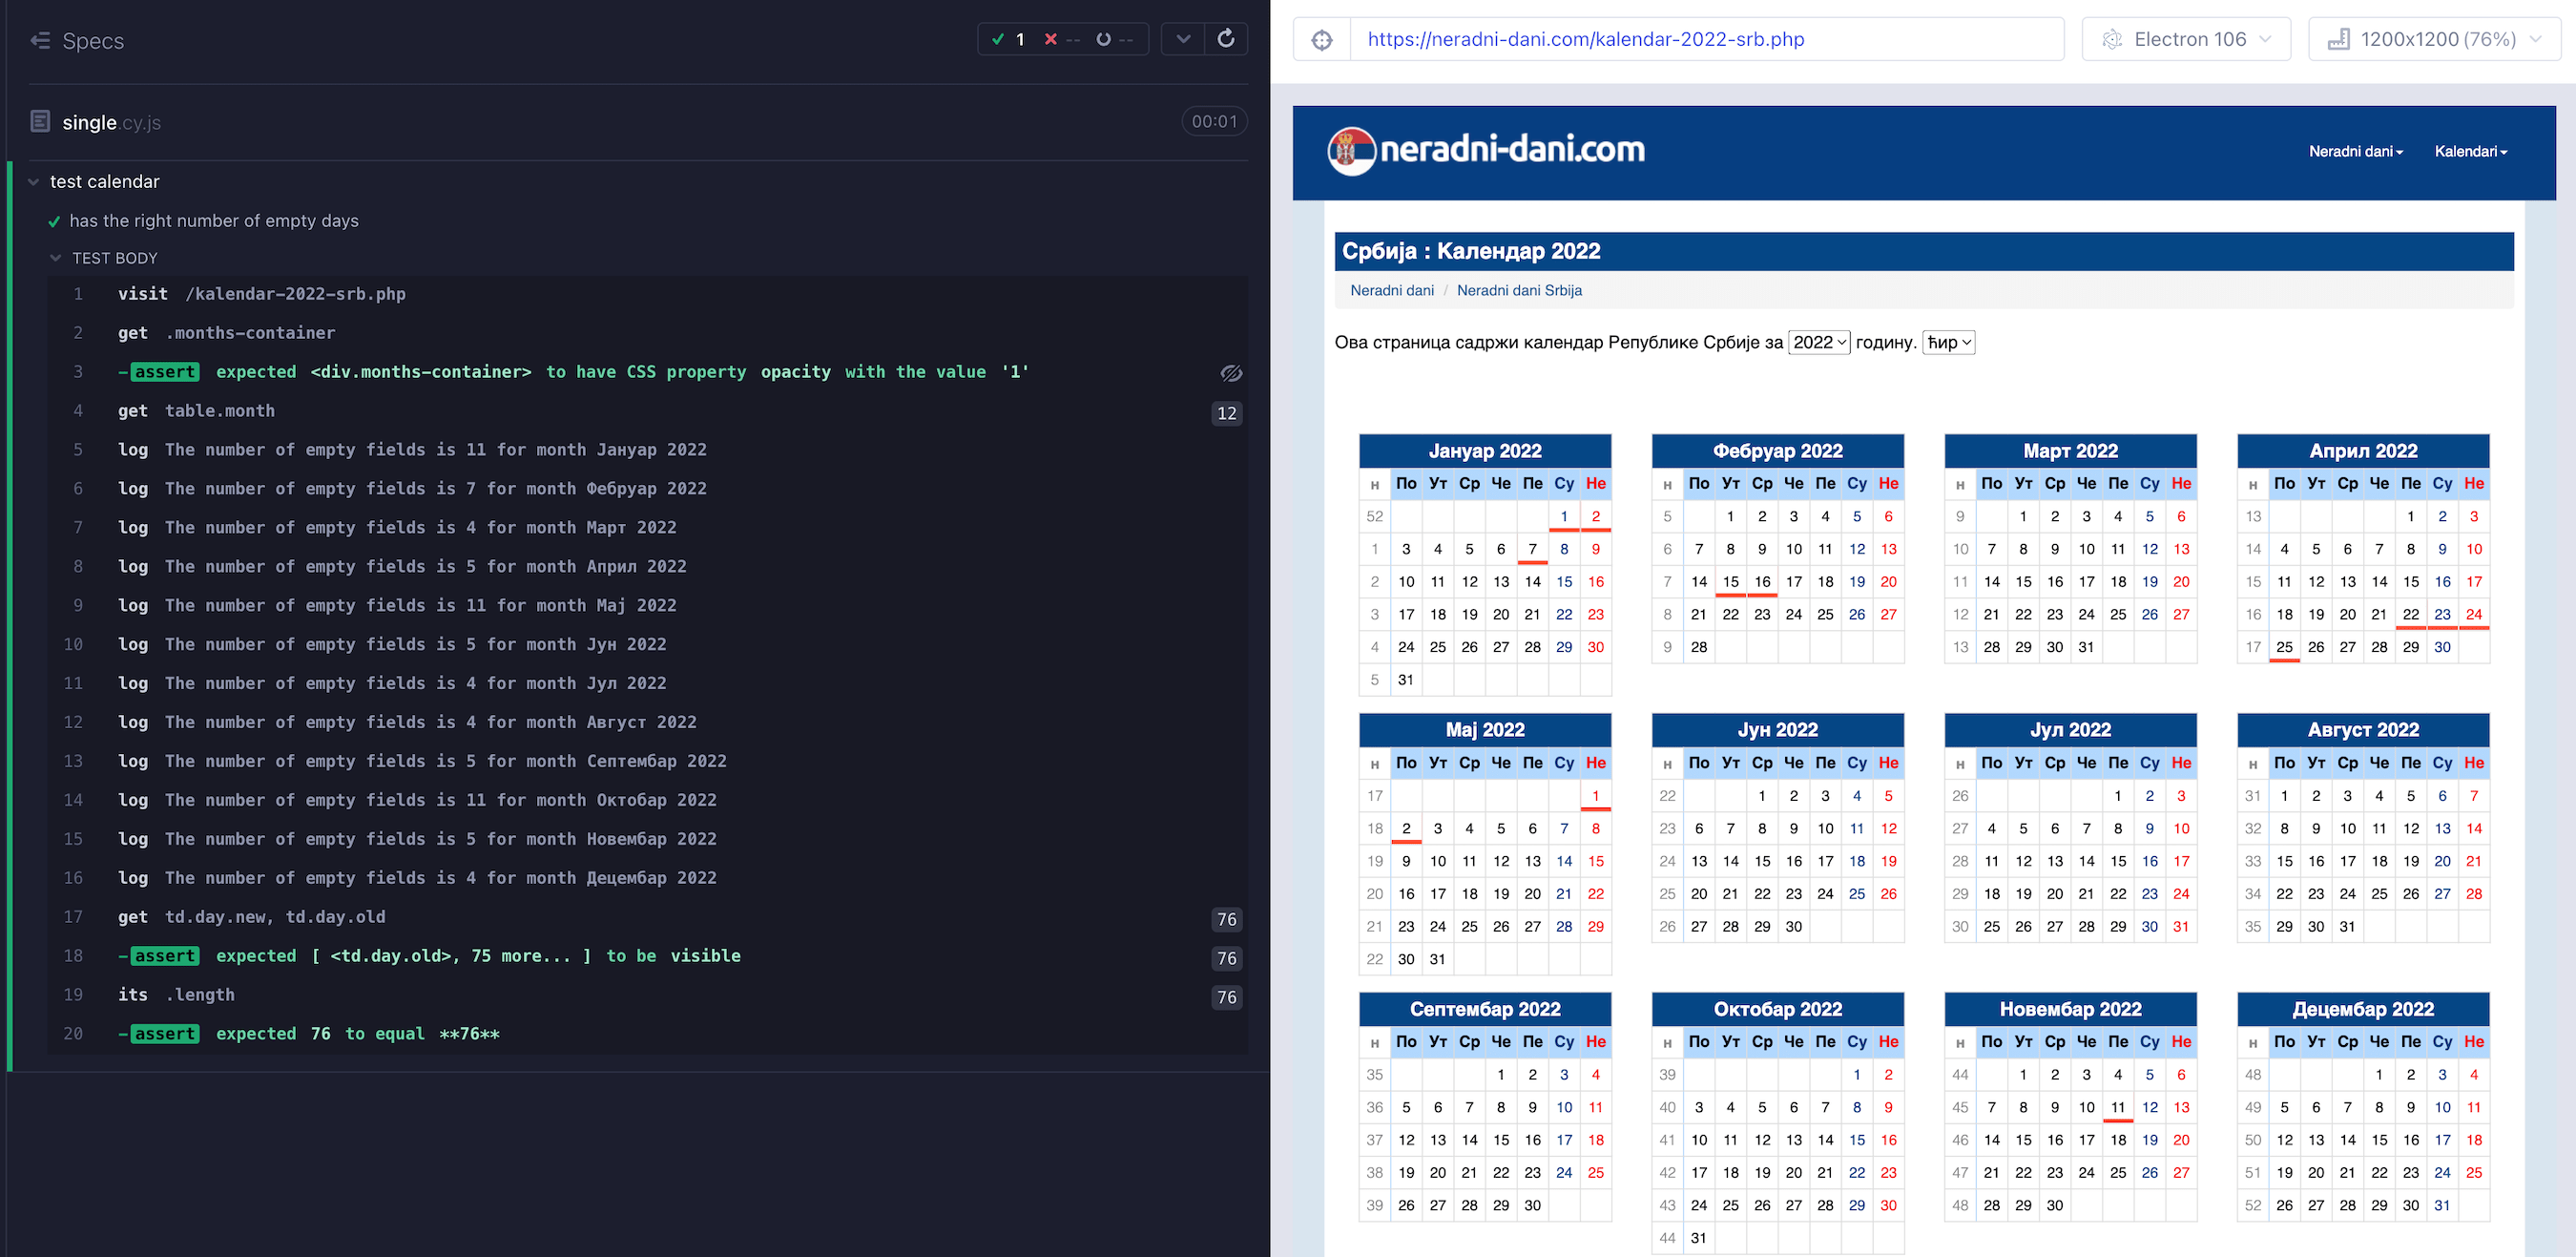 Specs
1 -- --
single.cy.js 00:01
test calendar
has the right number of empty days
TEST BODY
1 visit /kalendar-2022-srb.php
2 get .months-container
3 -assert expected <div.months-container> to have CSS property opacity with the value '1'
4 get table.month 12
5 log The number of empty fields is 11 for month Јануар 2022
6 log The number of empty fields is 7 for month Фебруар 2022
7 log The number of empty fields is 4 for month Март 2022
8 log The number of empty fields is 5 for month Април 2022
9 log The number of empty fields is 11 for month Мај 2022
10 log The number of empty fields is 5 for month Јун 2022
11 log The number of empty fields is 4 for month Јул 2022
12 log The number of empty fields is 4 for month Август 2022
13 log The number of empty fields is 5 for month Септембар 2022
14 log The number of empty fields is 11 for month Октобар 2022
15 log The number of empty fields is 5 for month Новембар 2022
16 log The number of empty fields is 4 for month Децембар 2022
17 get td.day.new, td.day.old 76
18 -assert expected [ <td.day.old>, 75 more... ] to be visible 76
19 its .length 76
20 -assert expected 76 to equal **76**
https://neradni-dani.com/kalendar-2022-srb.php Electron 106 1200x1200 (76%)
neradni-dani.com Neradni dani Kalendari
Србија : Календар 2022
Neradni dani / Neradni dani Srbija
Ова страница садржи календар Републике Србије за 2022 годину. ћир
Јануар 2022
н По Ут Ср Че Пе Су Не
52 1 2
1 3 4 5 6 7 8 9
2 10 11 12 13 14 15 16
3 17 18 19 20 21 22 23
4 24 25 26 27 28 29 30
5 31
Фебруар 2022
н По Ут Ср Че Пе Су Не
5 1 2 3 4 5 6
6 7 8 9 10 11 12 13
7 14 15 16 17 18 19 20
8 21 22 23 24 25 26 27
9 28
Март 2022
н По Ут Ср Че Пе Су Не
9 1 2 3 4 5 6
10 7 8 9 10 11 12 13
11 14 15 16 17 18 19 20
12 21 22 23 24 25 26 27
13 28 29 30 31
Април 2022
н По Ут Ср Че Пе Су Не
13 1 2 3
14 4 5 6 7 8 9 10
15 11 12 13 14 15 16 17
16 18 19 20 21 22 23 24
17 25 26 27 28 29 30
Мај 2022
н По Ут Ср Че Пе Су Не
17 1
18 2 3 4 5 6 7 8
19 9 10 11 12 13 14 15
20 16 17 18 19 20 21 22
21 23 24 25 26 27 28 29
22 30 31
Јун 2022
н По Ут Ср Че Пе Су Не
22 1 2 3 4 5
23 6 7 8 9 10 11 12
24 13 14 15 16 17 18 19
25 20 21 22 23 24 25 26
26 27 28 29 30
Јул 2022
н По Ут Ср Че Пе Су Не
26 1 2 3
27 4 5 6 7 8 9 10
28 11 12 13 14 15 16 17
29 18 19 20 21 22 23 24
30 25 26 27 28 29 30 31
Август 2022
н По Ут Ср Че Пе Су Не
31 1 2 3 4 5 6 7
32 8 9 10 11 12 13 14
33 15 16 17 18 19 20 21
34 22 23 24 25 26 27 28
35 29 30 31
Септембар 2022
н По Ут Ср Че Пе Су Не
35 1 2 3 4
36 5 6 7 8 9 10 11
37 12 13 14 15 16 17 18
38 19 20 21 22 23 24 25
39 26 27 28 29 30
Октобар 2022
н По Ут Ср Че Пе Су Не
39 1 2
40 3 4 5 6 7 8 9
41 10 11 12 13 14 15 16
42 17 18 19 20 21 22 23
43 24 25 26 27 28 29 30
44 31
Новембар 2022
н По Ут Ср Че Пе Су Не
44 1 2 3 4 5 6
45 7 8 9 10 11 12 13
46 14 15 16 17 18 19 20
47 21 22 23 24 25 26 27
48 28 29 30
Децембар 2022
н По Ут Ср Че Пе Су Не
48 1 2 3 4
49 5 6 7 8 9 10 11
50 12 13 14 15 16 17 18
51 19 20 21 22 23 24 25
52 26 27 28 29 30 31